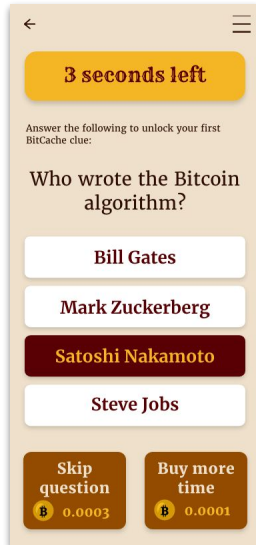 3 seconds left
Answer the following to unlock your first
BitCache clue:
Who wrote the Bitcoin
algorithm?
Bill Gates
Mark Zuckerberg
Satoshi Nakamoto
Steve Jobs
Skip
question
0.0003
Buy more
time
0.0001